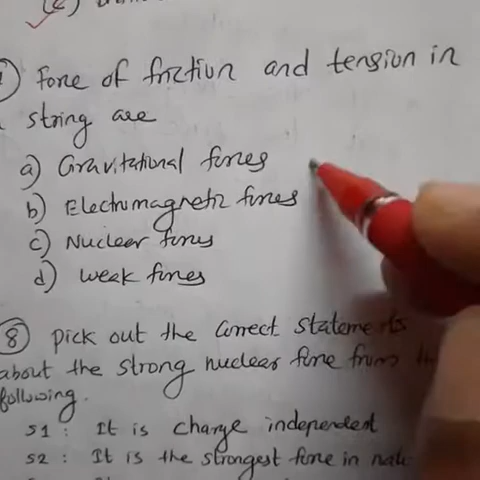 Force of friction and tension in
string are
a) Gravitational forces
b) Electromagnetic forces
c) Nuclear forces
d) weak forces
8 pick out the correct statements
about the strong nuclear force from
following.
S1 : It is charge independent
S2 : It is the strongest force in